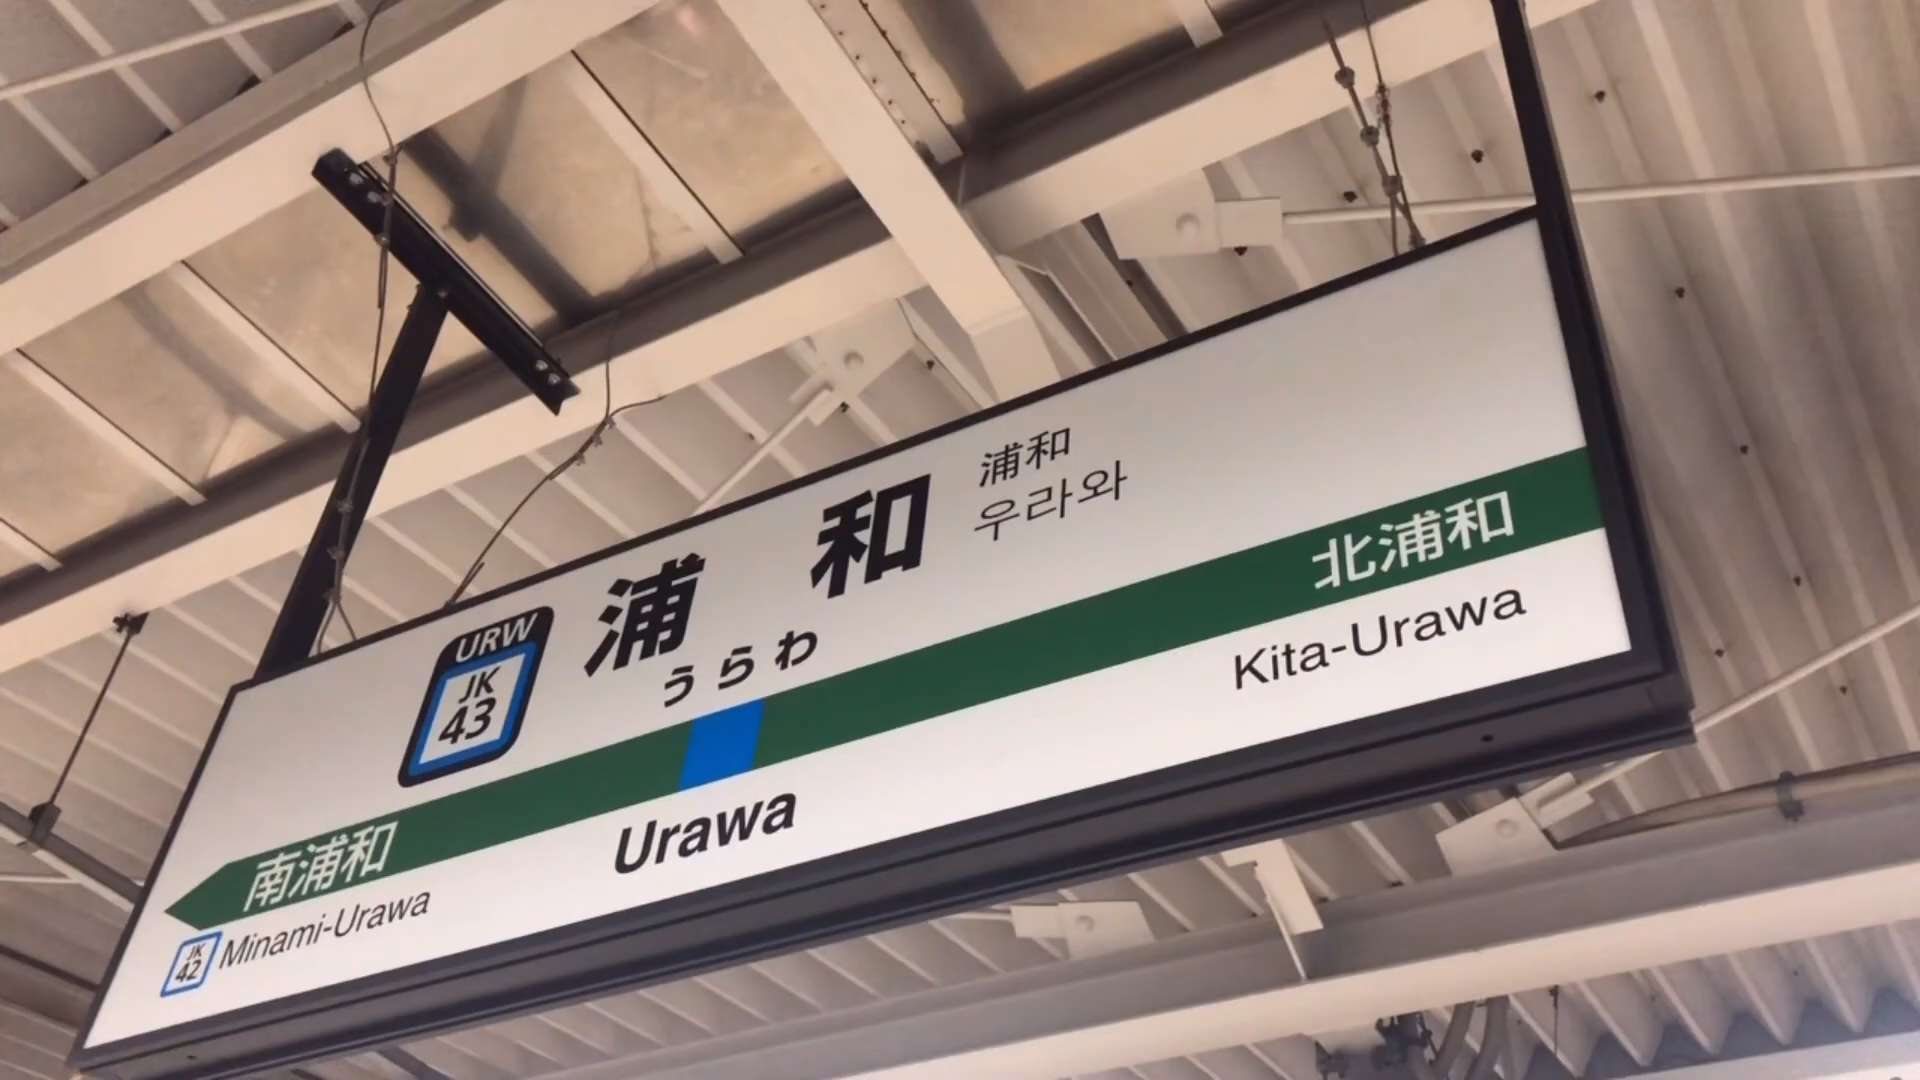 URW
JK
43
浦和
うらわ
浦和
우라와
Urawa
北浦和
Kita-Urawa
南浦和
JK
42
Minami-Urawa